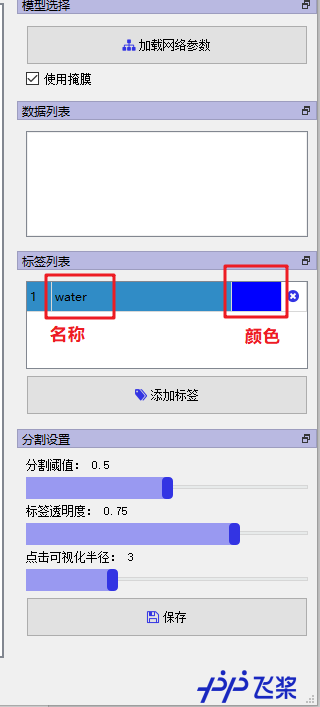 模型选择
加载网络参数
使用掩膜
数据列表
标签列表
1 water
名称
颜色
添加标签
分割设置
分割阈值： 0.5
标签透明度： 0.75
点击可视化半径： 3
保存
飞桨